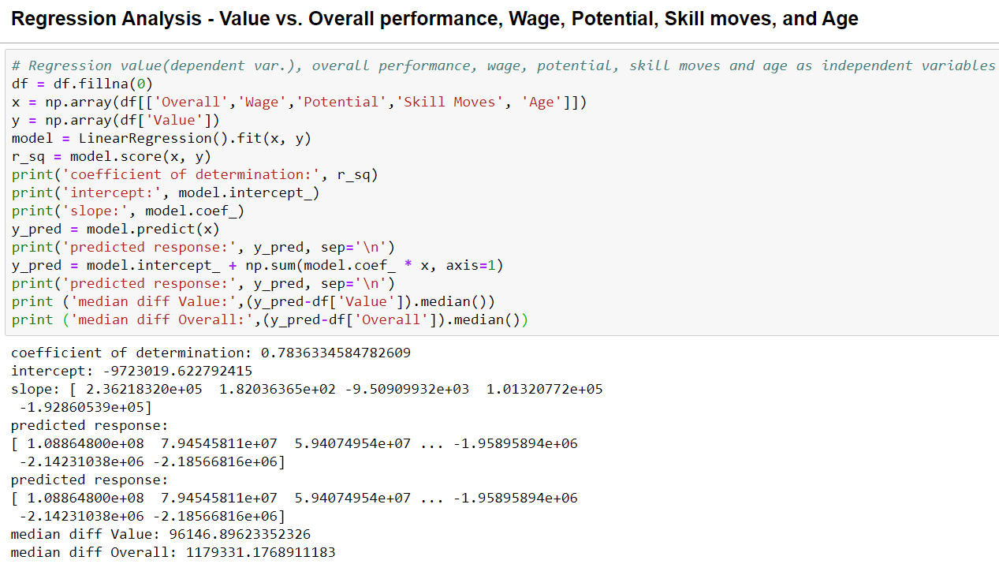 Regression Analysis - Value vs. Overall performance, Wage, Potential, Skill moves, and Age
# Regression value(dependent var.), overall performance, wage, potential, skill moves and age as independent variables
df = df.fillna(0)
x = np.array(df[['Overall','Wage','Potential','Skill Moves', 'Age']])
y = np.array(df['Value'])
model = LinearRegression().fit(x, y)
r_sq = model.score(x, y)
print('coefficient of determination:', r_sq)
print('intercept:', model.intercept_)
print('slope:', model.coef_)
y_pred = model.predict(x)
print('predicted response:', y_pred, sep='\n')
y_pred = model.intercept_ + np.sum(model.coef_ * x, axis=1)
print('predicted response:', y_pred, sep='\n')
print ('median diff Value:',(y_pred-df['Value']).median())
print ('median diff Overall:',(y_pred-df['Overall']).median())
coefficient of determination: 0.7836334584782609
intercept: -9723019.622792415
slope: [ 2.36218320e+05  1.82036365e+02 -9.50909932e+03  1.01320772e+05
 -1.92860539e+05]
predicted response:
[ 1.08864800e+08  7.94545811e+07  5.94074954e+07 ... -1.95895894e+06
 -2.14231038e+06 -2.18566816e+06]
predicted response:
[ 1.08864800e+08  7.94545811e+07  5.94074954e+07 ... -1.95895894e+06
 -2.14231038e+06 -2.18566816e+06]
median diff Value: 96146.89623352326
median diff Overall: 1179331.1768911183